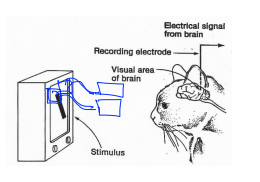 Electrical signal
from brain
Recording electrode
Visual area
of brain
Stimulus